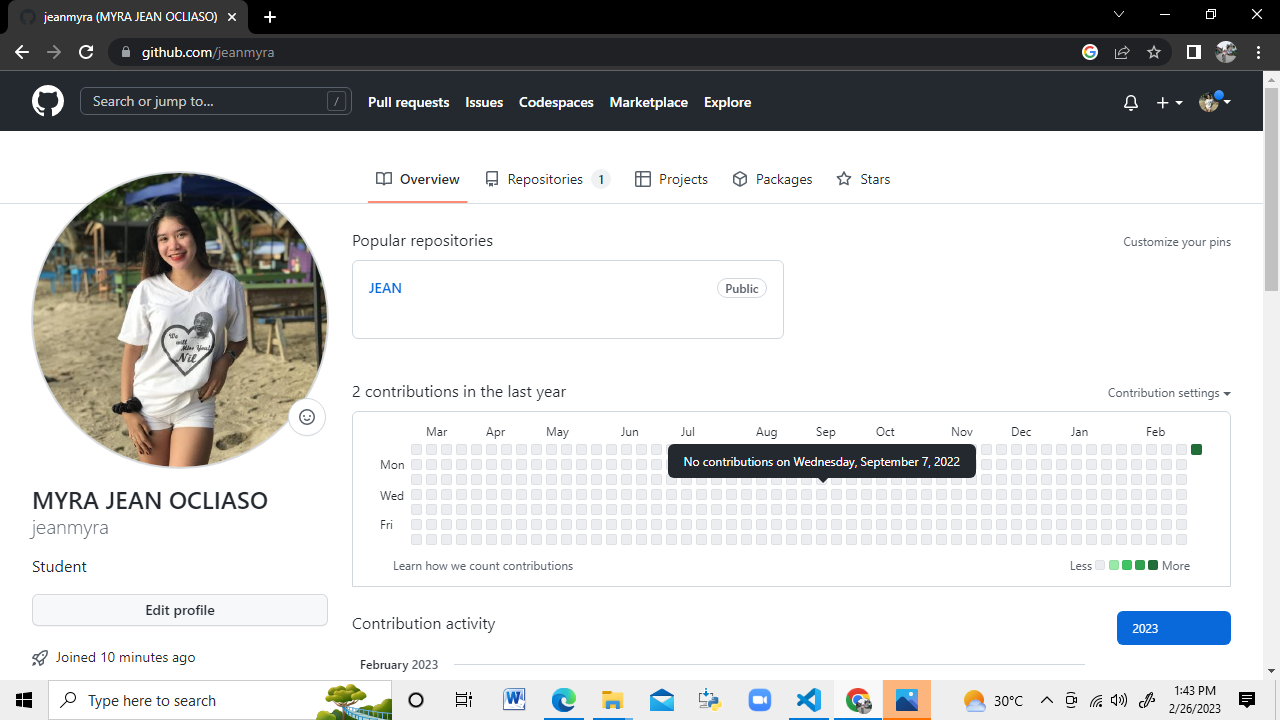 jeanmyra (MYRA JEAN OCLIASO)
github.com/jeanmyra
Search or jump to... /
Pull requests Issues Codespaces Marketplace Explore
Overview Repositories 1 Projects Packages Stars
Popular repositories Customize your pins
JEAN Public
We will Miss You!! Nil
2 contributions in the last year Contribution settings
Mar Apr May Jun Jul Aug Sep Oct Nov Dec Jan Feb
No contributions on Wednesday, September 7, 2022
Mon
Wed
Fri
Learn how we count contributions Less More
MYRA JEAN OCLIASO
jeanmyra
Student
Edit profile
Joined 10 minutes ago
Contribution activity 2023
February 2023
Type here to search 30°C 1:43 PM
2/26/2023